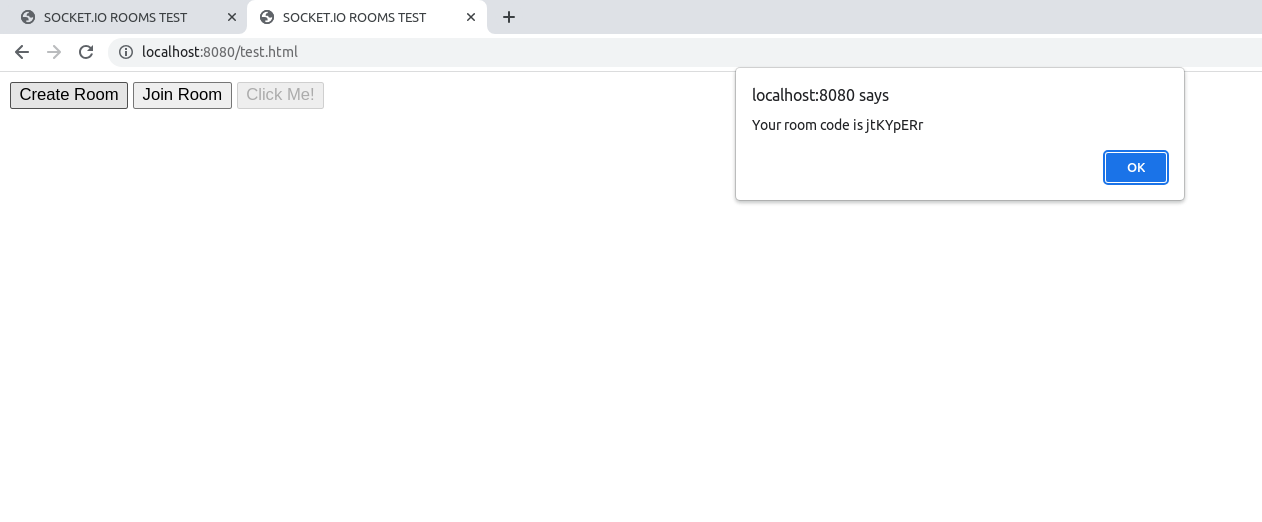 SOCKET.IO ROOMS TEST
SOCKET.IO ROOMS TEST
localhost:8080/test.html
Create Room Join Room Click Me!
localhost:8080 says
Your room code is jtKYpERr
OK